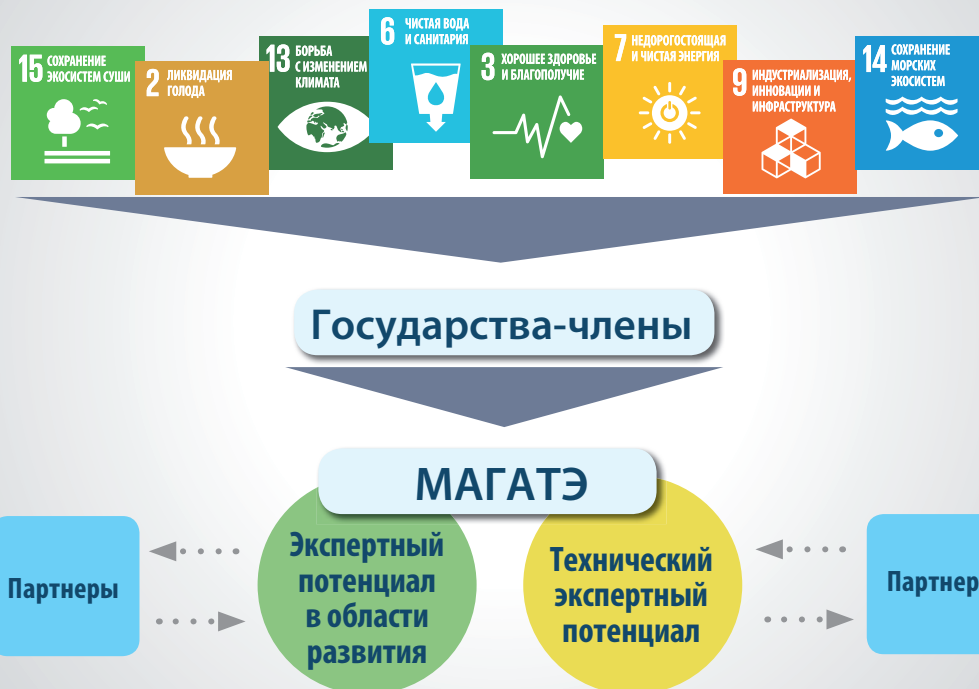 15 СОХРАНЕНИЕ
ЭКОСИСТЕМ СУШИ
2 ЛИКВИДАЦИЯ
ГОЛОДА
13 БОРЬБА
С ИЗМЕНЕНИЕМ
КЛИМАТА
6 ЧИСТАЯ ВОДА
И САНИТАРИЯ
3 ХОРОШЕЕ ЗДОРОВЬЕ
И БЛАГОПОЛУЧИЕ
7 НЕДОРОГОСТОЯЩАЯ
И ЧИСТАЯ ЭНЕРГИЯ
9 ИНДУСТРИАЛИЗАЦИЯ,
ИННОВАЦИИ И
ИНФРАСТРУКТУРА
14 СОХРАНЕНИЕ
МОРСКИХ
ЭКОСИСТЕМ
Государства-члены
МАГАТЭ
Партнеры
Экспертный
потенциал
в области
развития
Технический
экспертный
потенциал
Партнер